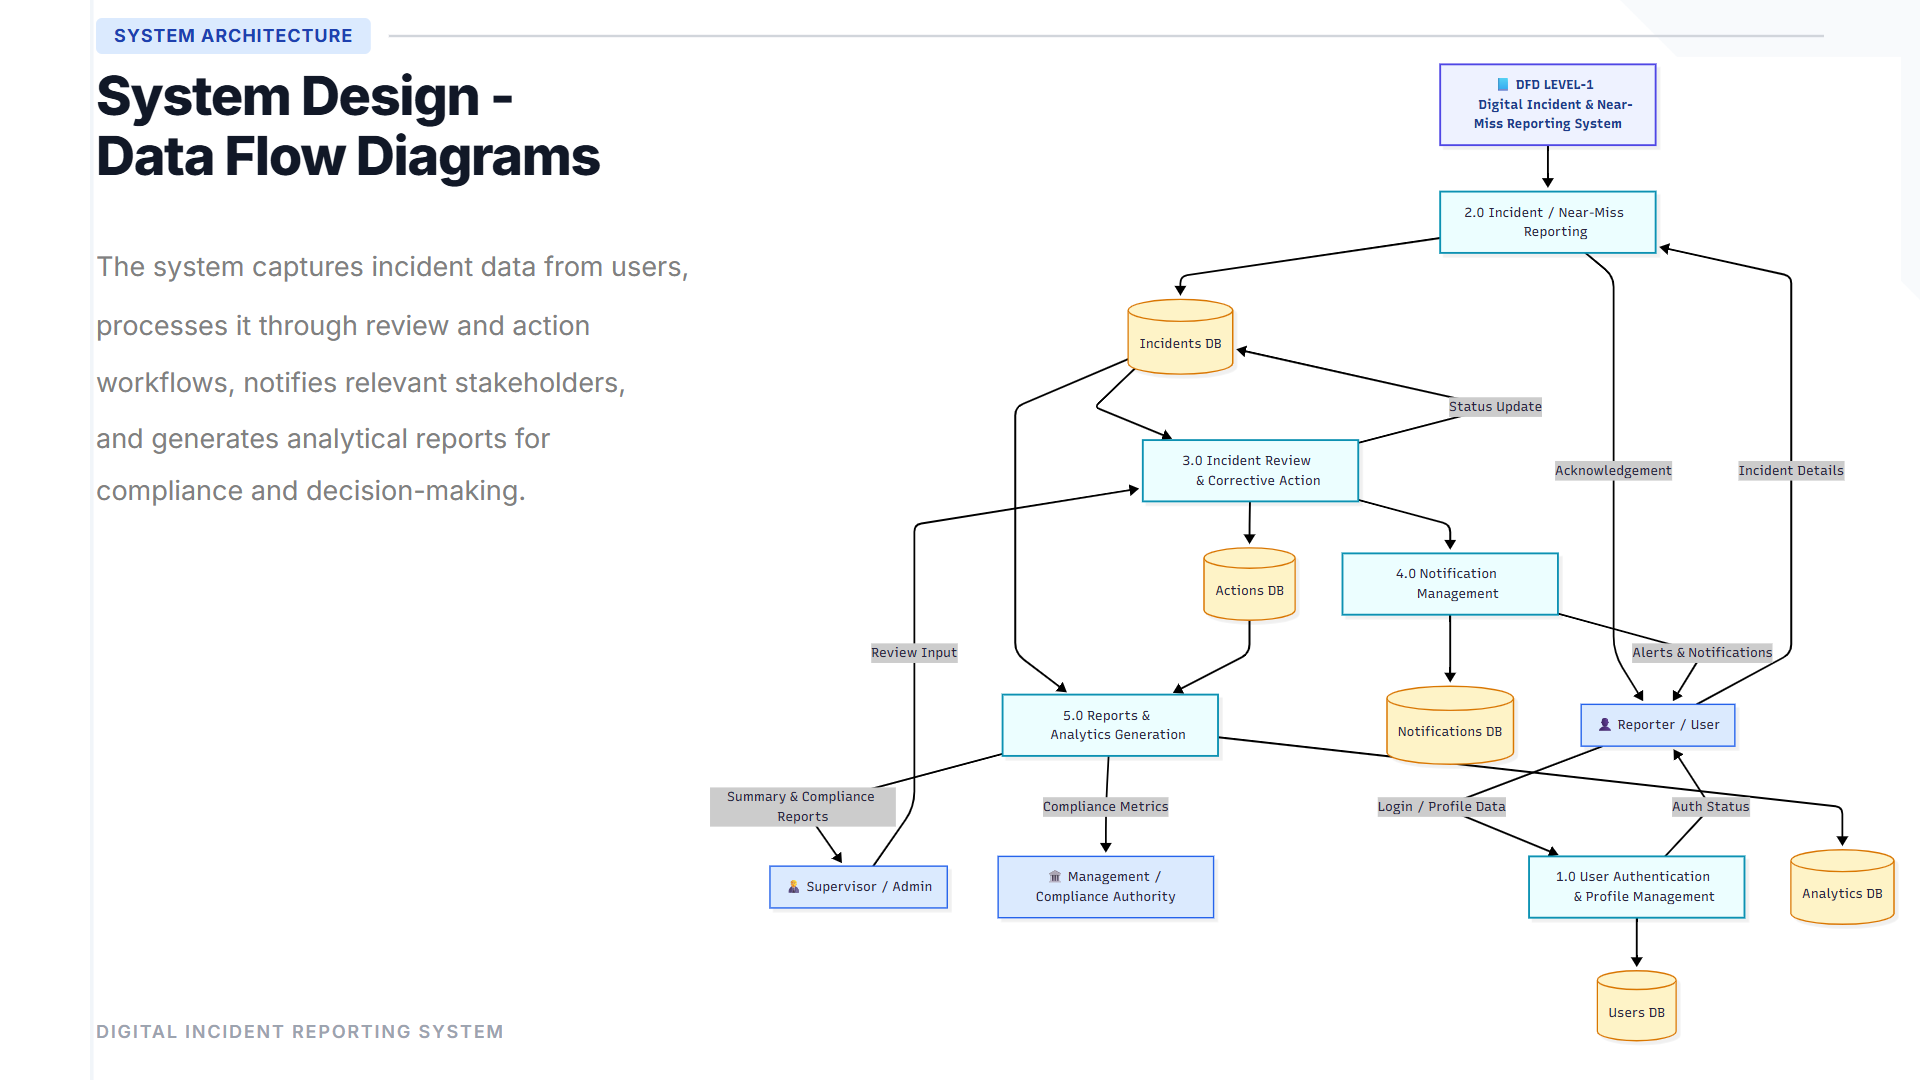 SYSTEM ARCHITECTURE
System Design -
Data Flow Diagrams
The system captures incident data from users,
processes it through review and action
workflows, notifies relevant stakeholders,
and generates analytical reports for
compliance and decision-making.
DFD LEVEL-1
Digital Incident & Near-
Miss Reporting System
2.0 Incident / Near-Miss
Reporting
Incidents DB
Status Update
3.0 Incident Review
& Corrective Action
Acknowledgement
Incident Details
4.0 Notification
Management
Actions DB
Review Input
Alerts & Notifications
5.0 Reports &
Analytics Generation
Notifications DB
Reporter / User
Summary & Compliance
Reports
Compliance Metrics
Login / Profile Data
Auth Status
Supervisor / Admin
Management /
Compliance Authority
1.0 User Authentication
& Profile Management
Analytics DB
Users DB
DIGITAL INCIDENT REPORTING SYSTEM